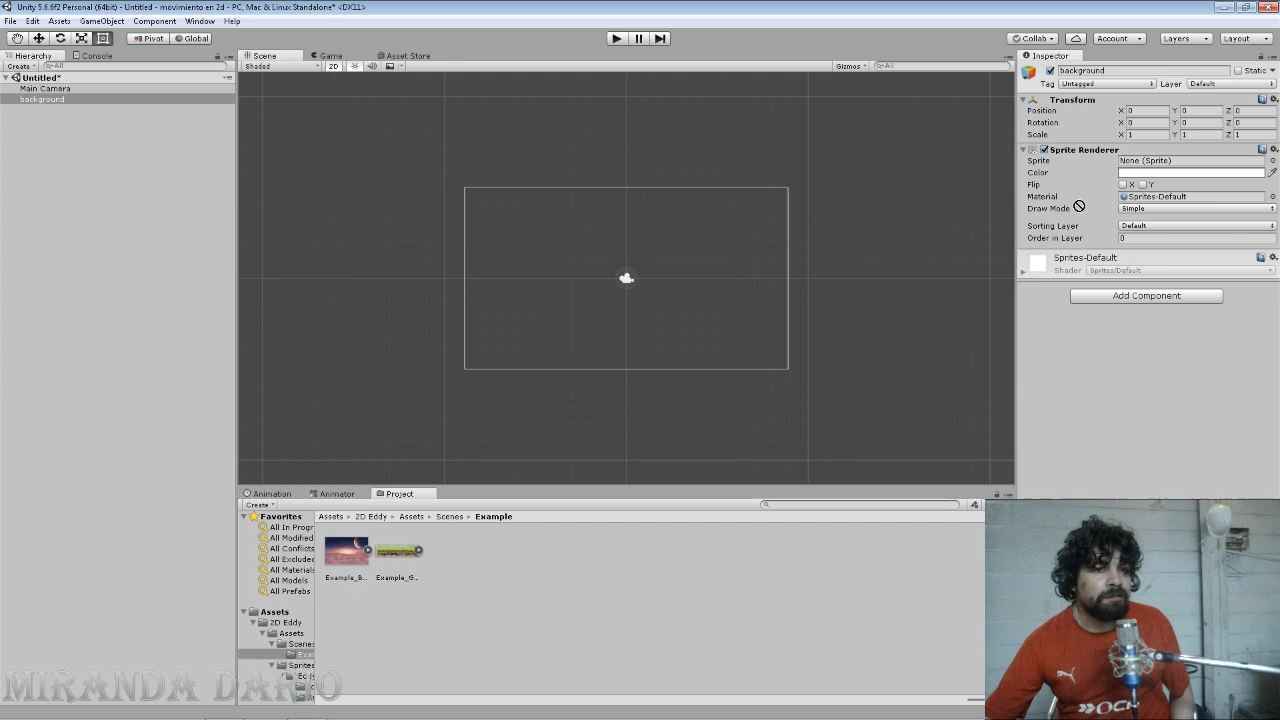 Unity 5.6.6f2 Personal (64bit) - Untitled - movimiento en 2d - PC, Mac & Linux Standalone* <DX11>
File Edit Assets GameObject Component Window Help
Pivot Global Collab Account Layers Layout
Hierarchy Console
Create All
Untitled*
Main Camera
background
Scene Game Asset Store
Shaded 2D Gizmos All
Inspector
background Static
Tag Untagged Layer Default
Transform
Position X 0 Y 0 Z 0
Rotation X 0 Y 0 Z 0
Scale X 1 Y 1 Z 1
Sprite Renderer
Sprite None (Sprite)
Color
Flip X Y
Material Sprites-Default
Draw Mode Simple
Sorting Layer Default
Order in Layer 0
Sprites-Default
Shader Sprites/Default
Add Component
Animation Animator Project
Create
Favorites
All In Progr
All Modified
All Conflicts
All Excluded
All Materials
All Models
All Prefabs
Assets
2D Eddy
Assets
Scenes
Exa
Sprites
Assets 2D Eddy Assets Scenes Example
Example_B... Example_G...
MIRANDA DARIO